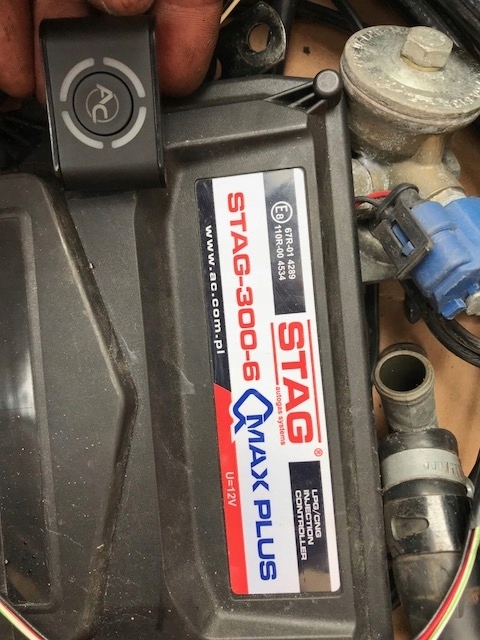 AC
E8 67R-01 4289
110R-00 4534
STAG®
autogas systems
LPG/CNG
INJECTION
CONTROLLER
STAG-300-6 QMAX PLUS
www.ac.com.pl
U=12V